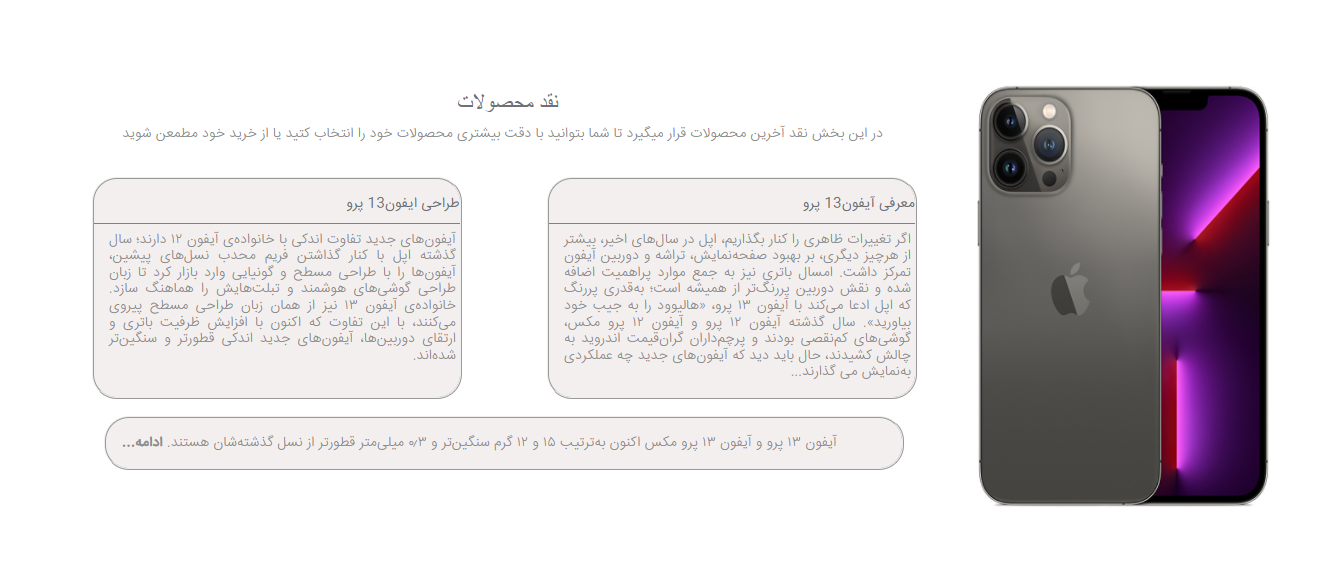 نقد محصولات
در این بخش نقد آخرین محصولات قرار میگیرد تا شما بتوانید با دقت بیشتری محصولات خود را انتخاب کتید یا از خرید خود مطمعن شوید
معرفی آیفون13 پرو
اگر تغییرات ظاهری را کنار بگذاریم، اپل در سال‌های اخیر، بیشتر
از هرچیز دیگری، بر بهبود صفحه‌نمایش، تراشه و دوربین آیفون
تمرکز داشت. امسال باتری نیز به جمع موارد پراهمیت اضافه
شده و نقش دوربین پررنگ‌تر از همیشه است؛ به‌قدری پررنگ
که اپل ادعا می‌کند با آیفون ۱۳ پرو، «هالیوود را به جیب خود
بیاورید». سال گذشته آیفون ۱۲ پرو و آیفون ۱۲ پرو مکس،
گوشی‌های کم‌نقصی بودند و پرچم‌داران گران‌قیمت اندروید به
چالش کشیدند، حال باید دید که آیفون‌های جدید چه عملکردی
به‌نمایش می گذارند...
طراحی ایفون13 پرو
آیفون‌های جدید تفاوت اندکی با خانواده‌ی آیفون ۱۲ دارند؛ سال
گذشته اپل با کنار گذاشتن فریم محدب نسل‌های پیشین،
آیفون‌ها را با طراحی مسطح و گونیایی وارد بازار کرد تا زبان
طراحی گوشی‌های هوشمند و تبلت‌هایش را هماهنگ سازد.
خانواده‌ی آیفون ۱۳ نیز از همان زبان طراحی مسطح پیروی
می‌کنند، با این تفاوت که اکنون با افزایش ظرفیت باتری و
ارتقای دوربین‌ها، آیفون‌های جدید اندکی قطورتر و سنگین‌تر
شده‌اند.
آیفون ۱۳ پرو و آیفون ۱۳ پرو مکس اکنون به‌ترتیب ۱۵ و ۱۲ گرم سنگین‌تر و ۰٫۳ میلی‌متر قطورتر از نسل گذشته‌شان هستند. ادامه...